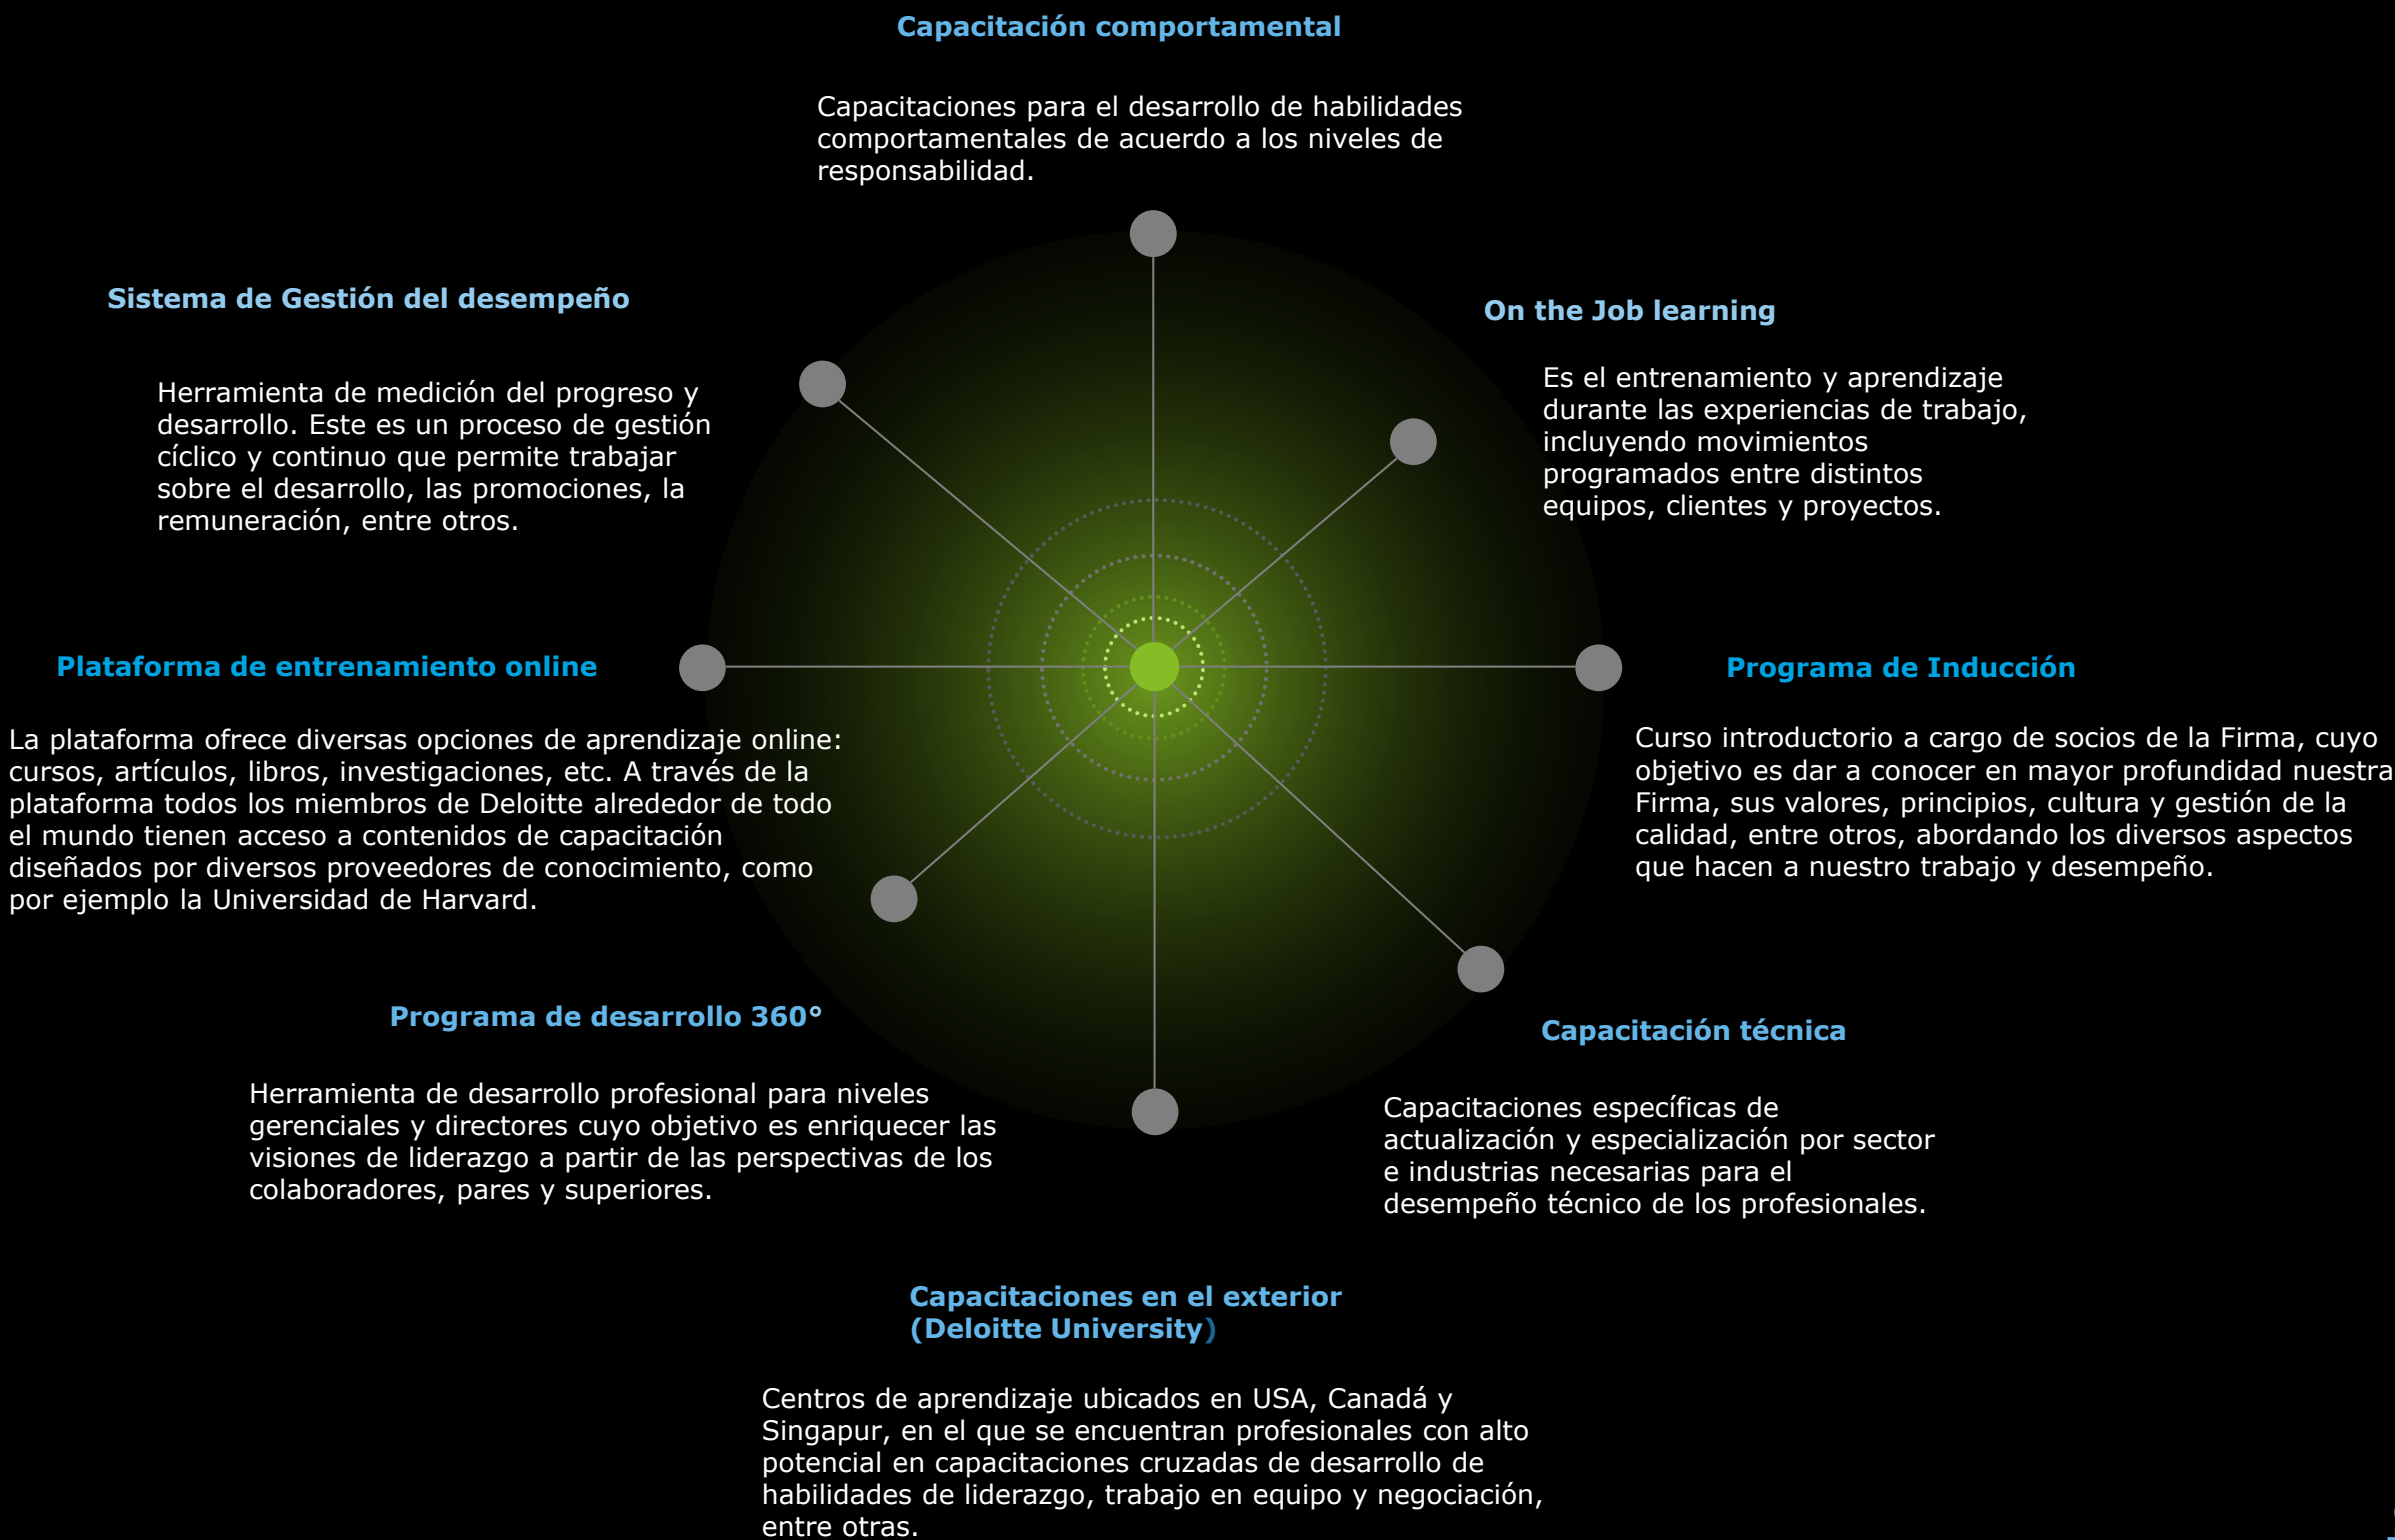 Capacitación comportamental
Capacitaciones para el desarrollo de habilidades
comportamentales de acuerdo a los niveles de
responsabilidad.
Sistema de Gestión del desempeño
Herramienta de medición del progreso y
desarrollo. Este es un proceso de gestión
cíclico y continuo que permite trabajar
sobre el desarrollo, las promociones, la
remuneración, entre otros.
On the Job learning
Es el entrenamiento y aprendizaje
durante las experiencias de trabajo,
incluyendo movimientos
programados entre distintos
equipos, clientes y proyectos.
Plataforma de entrenamiento online
La plataforma ofrece diversas opciones de aprendizaje online:
cursos, artículos, libros, investigaciones, etc. A través de la
plataforma todos los miembros de Deloitte alrededor de todo
el mundo tienen acceso a contenidos de capacitación
diseñados por diversos proveedores de conocimiento, como
por ejemplo la Universidad de Harvard.
Programa de Inducción
Curso introductorio a cargo de socios de la Firma, cuyo
objetivo es dar a conocer en mayor profundidad nuestra
Firma, sus valores, principios, cultura y gestión de la
calidad, entre otros, abordando los diversos aspectos
que hacen a nuestro trabajo y desempeño.
Programa de desarrollo 360°
Herramienta de desarrollo profesional para niveles
gerenciales y directores cuyo objetivo es enriquecer las
visiones de liderazgo a partir de las perspectivas de los
colaboradores, pares y superiores.
Capacitación técnica
Capacitaciones específicas de
actualización y especialización por sector
e industrias necesarias para el
desempeño técnico de los profesionales.
Capacitaciones en el exterior
(Deloitte University)
Centros de aprendizaje ubicados en USA, Canadá y
Singapur, en el que se encuentran profesionales con alto
potencial en capacitaciones cruzadas de desarrollo de
habilidades de liderazgo, trabajo en equipo y negociación,
entre otras.